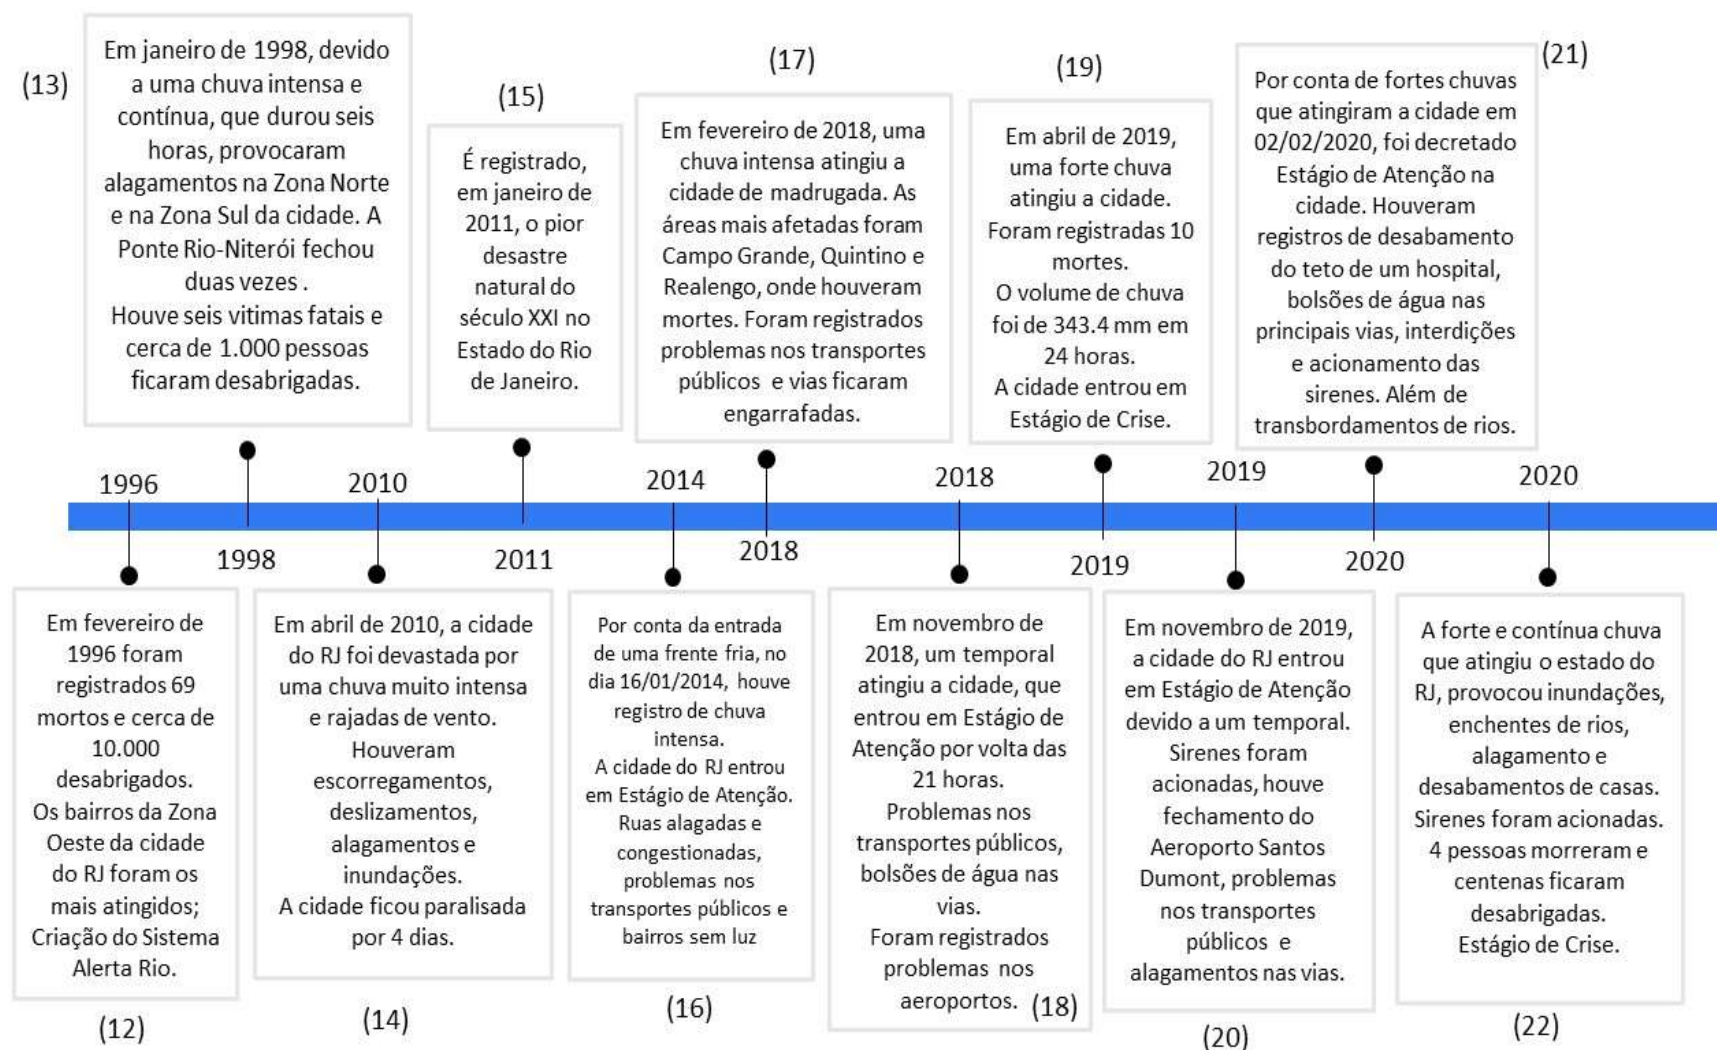 (13)
Em janeiro de 1998, devido
a uma chuva intensa e
contínua, que durou seis
horas, provocaram
alagamentos na Zona Norte
e na Zona Sul da cidade. A
Ponte Rio-Niterói fechou
duas vezes .
Houve seis vitimas fatais e
cerca de 1.000 pessoas
ficaram desabrigadas.
(15)
É registrado,
em janeiro de
2011, o pior
desastre
natural do
século XXI no
Estado do Rio
de Janeiro.
(17)
Em fevereiro de 2018, uma
chuva intensa atingiu a
cidade de madrugada. As
áreas mais afetadas foram
Campo Grande, Quintino e
Realengo, onde houveram
mortes. Foram registrados
problemas nos transportes
públicos e vias ficaram
engarrafadas.
(19)
Em abril de 2019,
uma forte chuva
atingiu a cidade.
Foram registradas 10
mortes.
O volume de chuva
foi de 343.4 mm em
24 horas.
A cidade entrou em
Estágio de Crise.
(21)
Por conta de fortes chuvas
que atingiram a cidade em
02/02/2020, foi decretado
Estágio de Atenção na
cidade. Houveram
registros de desabamento
do teto de um hospital,
bolsões de água nas
principais vias, interdições
e acionamento das
sirenes. Além de
transbordamentos de rios.
1996
2010
2014
2018
2019
2020
1998
2011
2018
2019
2020
Em fevereiro de
1996 foram
registrados 69
mortos e cerca de
10.000
desabrigados.
Os bairros da Zona
Oeste da cidade
do RJ foram os
mais atingidos;
Criação do Sistema
Alerta Rio.
(12)
Em abril de 2010, a cidade
do RJ foi devastada por
uma chuva muito intensa
e rajadas de vento.
Houveram
escorregamentos,
deslizamentos,
alagamentos e
inundações.
A cidade ficou paralisada
por 4 dias.
(14)
Por conta da entrada
de uma frente fria, no
dia 16/01/2014, houve
registro de chuva
intensa.
A cidade do RJ entrou
em Estágio de Atenção.
Ruas alagadas e
congestionadas,
problemas nos
transportes públicos e
bairros sem luz
(16)
Em novembro de
2018, um temporal
atingiu a cidade, que
entrou em Estágio de
Atenção por volta das
21 horas.
Problemas nos
transportes públicos,
bolsões de água nas
vias.
Foram registrados
problemas nos
aeroportos.
(18)
Em novembro de 2019,
a cidade do RJ entrou
em Estágio de Atenção
devido a um temporal.
Sirenes foram
acionadas, houve
fechamento do
Aeroporto Santos
Dumont, problemas
nos transportes
públicos e
alagamentos nas vias.
(20)
A forte e contínua chuva
que atingiu o estado do
RJ, provocou inundações,
enchentes de rios,
alagamento e
desabamentos de casas.
Sirenes foram acionadas.
4 pessoas morreram e
centenas ficaram
desabrigadas.
Estágio de Crise.
(22)